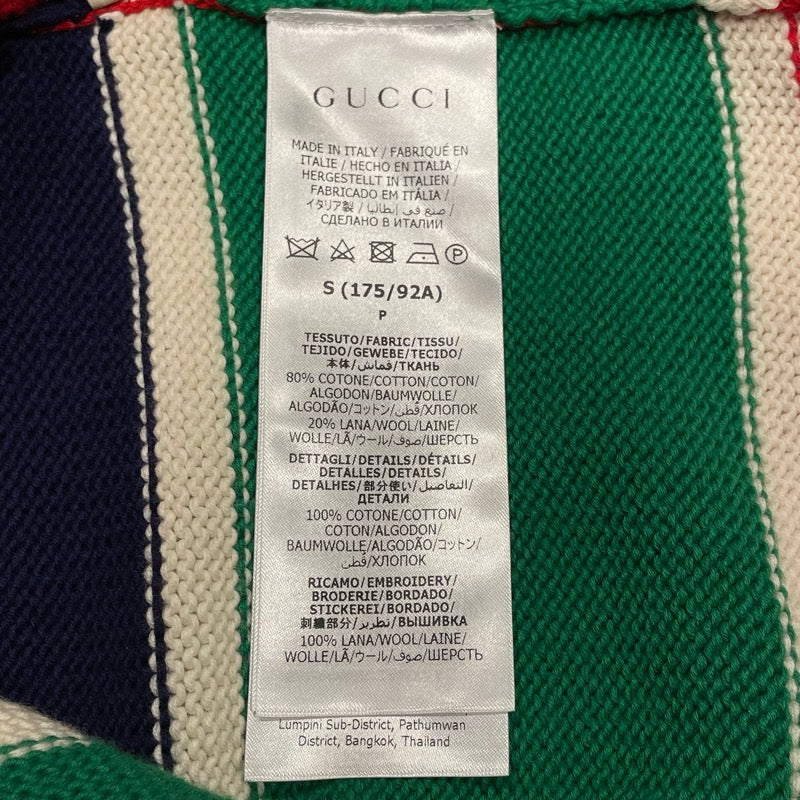 GUCCI
MADE IN ITALY / FABRIQUÉ EN
ITALIE / HECHO EN ITALIA /
HERGESTELLT IN ITALIEN /
FABRICADO EM ITÁLIA /
イタリア製 / صنع في إيطاليا /
СДЕЛАНО В ИТАЛИИ
P
S (175/92A)
P
TESSUTO/FABRIC/TISSU/
TEJIDO/GEWEBE/TECIDO/
本体/قماش/ТКАНЬ
80% COTONE/COTTON/COTON/
ALGODON/BAUMWOLLE/
ALGODÃO/コットン/قُطن/ХЛОПОК
20% LANA/WOOL/LAINE/
WOLLE/LÃ/ウール/صوف/ШЕРСТЬ
DETTAGLI/DETAILS/DÉTAILS/
DETALLES/DETAILS/
DETALHES/部分使い/التفاصيل/
ДЕТАЛИ
100% COTONE/COTTON/
COTON/ALGODON/
BAUMWOLLE/ALGODÃO/コットン/
قُطن/ХЛОПОК
RICAMO/EMBROIDERY/
BRODERIE/BORDADO/
STICKEREI/BORDADO/
刺繍部分/تطريز/ВЫШИВКА
100% LANA/WOOL/LAINE/
WOLLE/LÃ/ウール/صوف/ШЕРСТЬ
Lumpini Sub-District, Pathumwan
District, Bangkok, Thailand